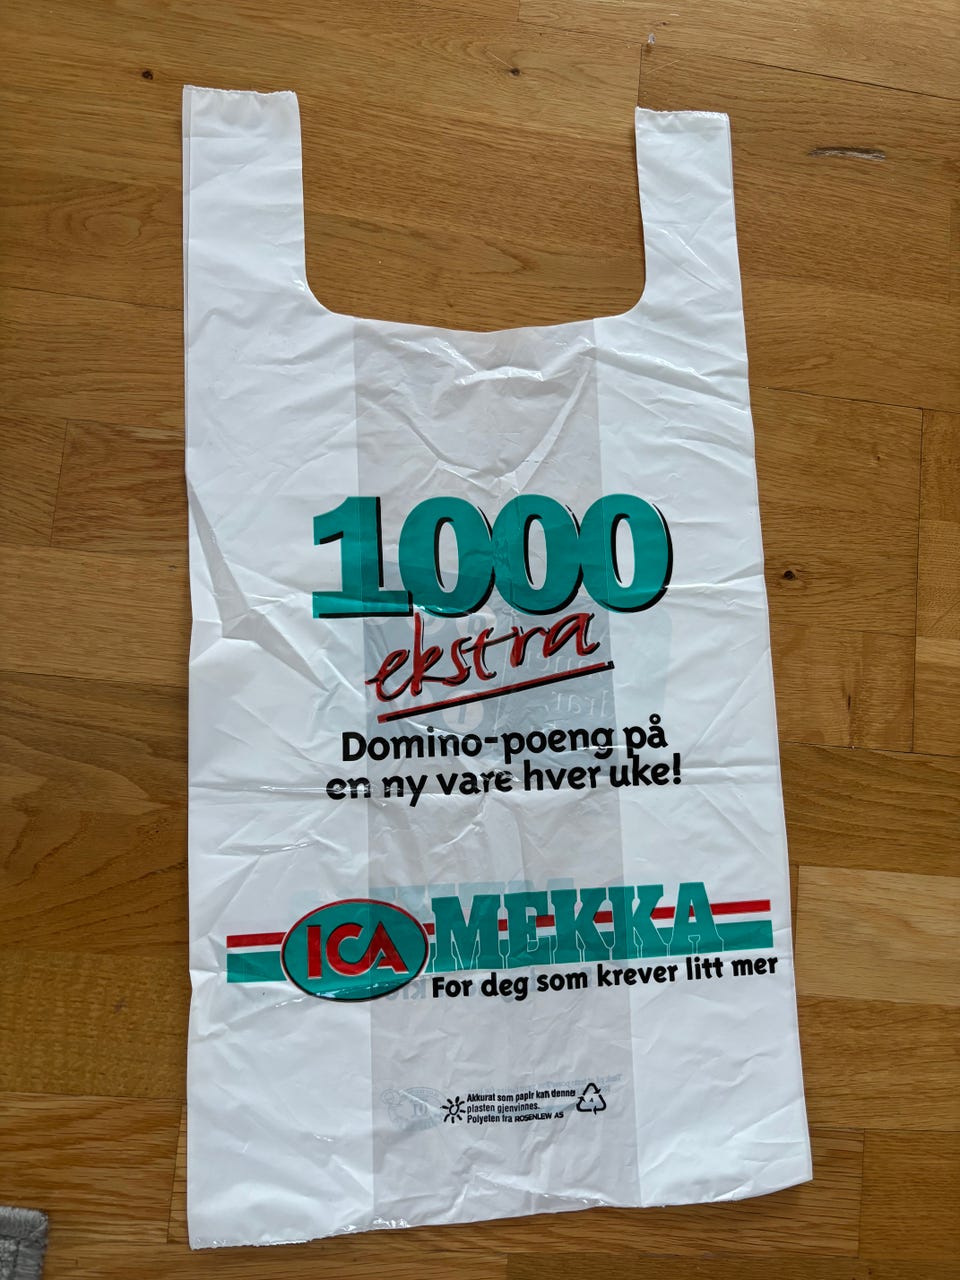 1000
ekstra
Domino-poeng på
en ny vare hver uke!
ICA MEKKA
For deg som krever litt mer
Akkurat som papir kan denne
plasten gjenvinnes.
Polyeten fra ROSENLEW AS
4